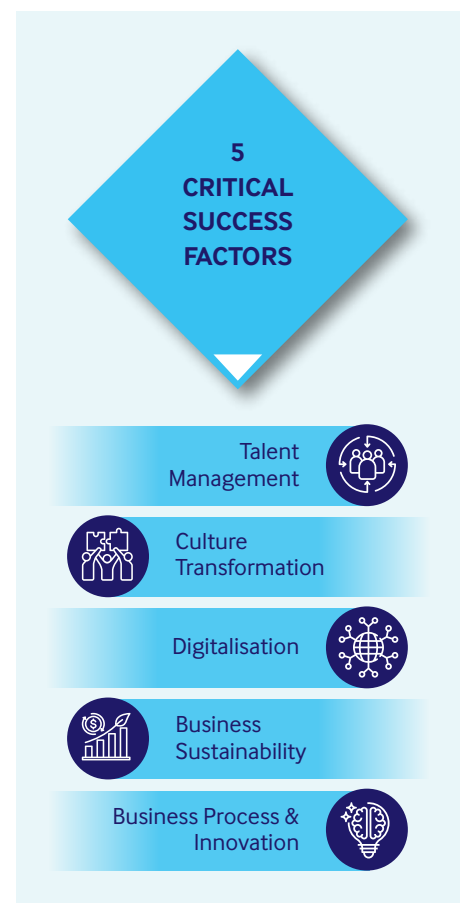 5
CRITICAL
SUCCESS
FACTORS
Talent
Management
Culture
Transformation
Digitalisation
Business
Sustainability
Business Process &
Innovation